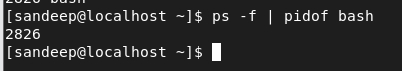 [sandeep@localhost ~]$ ps -f | pidof bash
2826
[sandeep@localhost ~]$